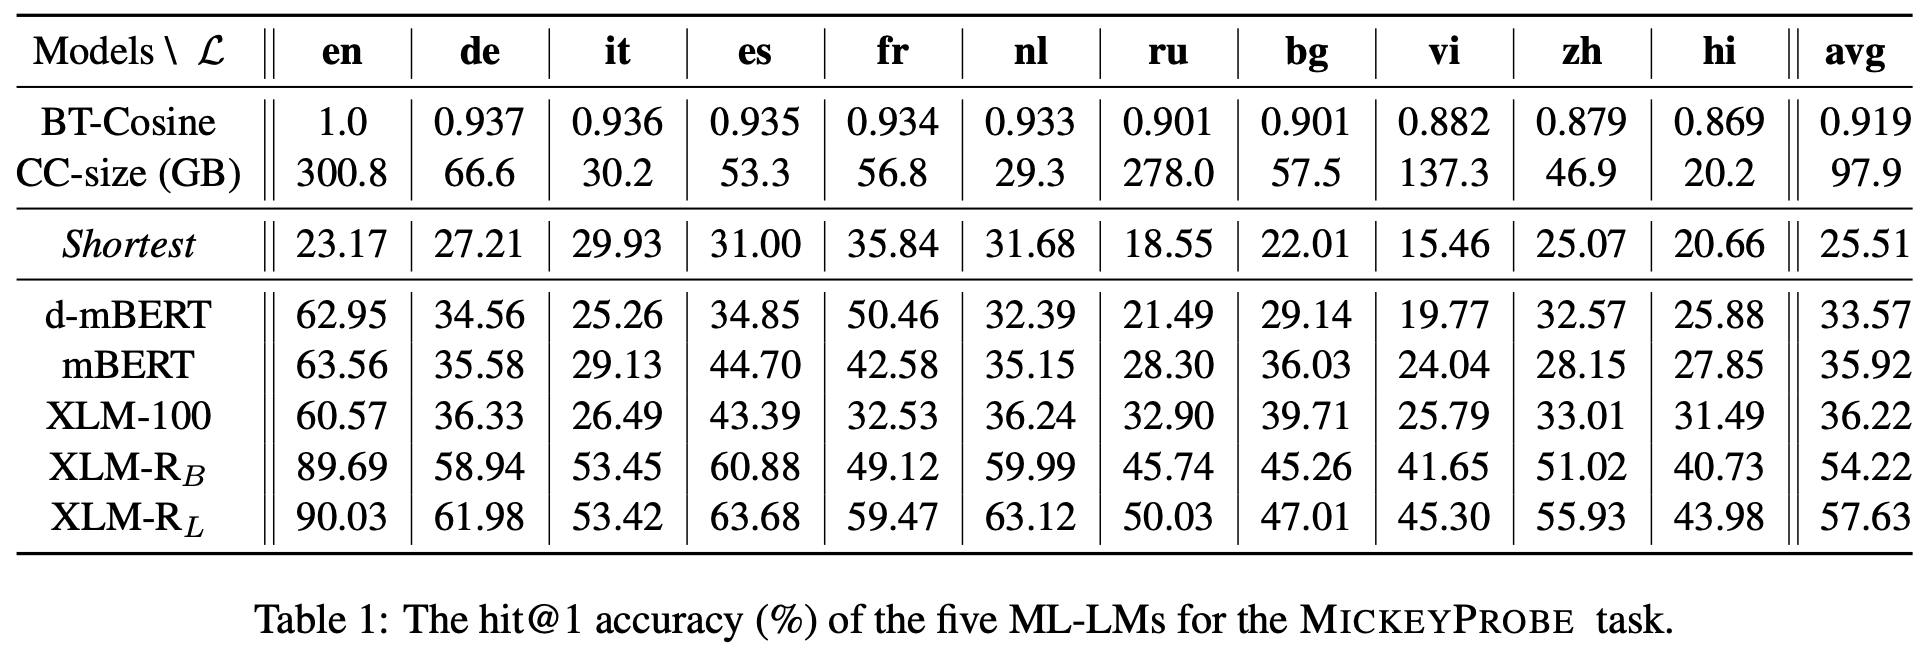 Models \ ℒ en de it es fr nl ru bg vi zh hi avg
BT-Cosine 1.0 0.937 0.936 0.935 0.934 0.933 0.901 0.901 0.882 0.879 0.869 0.919
CC-size (GB) 300.8 66.6 30.2 53.3 56.8 29.3 278.0 57.5 137.3 46.9 20.2 97.9
Shortest 23.17 27.21 29.93 31.00 35.84 31.68 18.55 22.01 15.46 25.07 20.66 25.51
d-mBERT 62.95 34.56 25.26 34.85 50.46 32.39 21.49 29.14 19.77 32.57 25.88 33.57
mBERT 63.56 35.58 29.13 44.70 42.58 35.15 28.30 36.03 24.04 28.15 27.85 35.92
XLM-100 60.57 36.33 26.49 43.39 32.53 36.24 32.90 39.71 25.79 33.01 31.49 36.22
XLM-R_B 89.69 58.94 53.45 60.88 49.12 59.99 45.74 45.26 41.65 51.02 40.73 54.22
XLM-R_L 90.03 61.98 53.42 63.68 59.47 63.12 50.03 47.01 45.30 55.93 43.98 57.63
Table 1: The hit@1 accuracy (%) of the five ML-LMs for the MICKEYPROBE task.